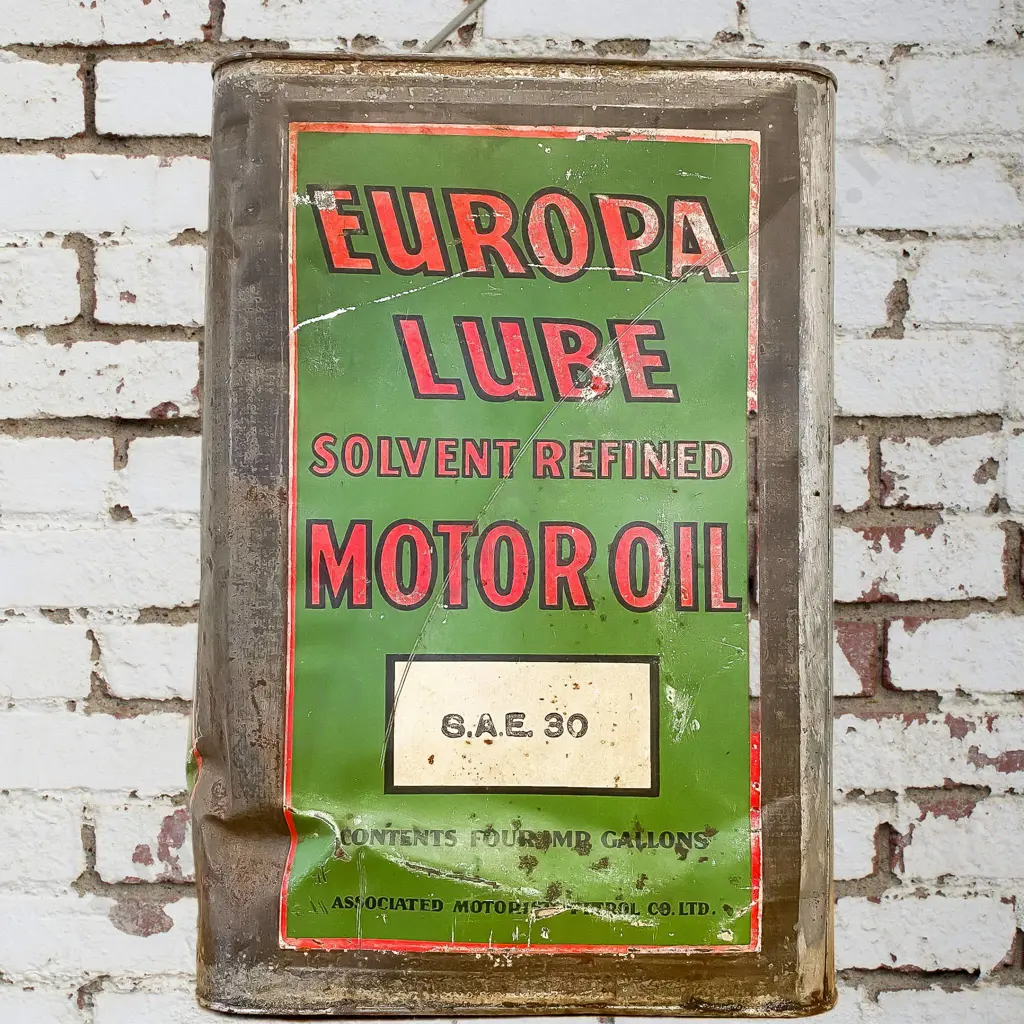 EUROPA
LUBE
SOLVENT REFINED
MOTOR OIL
S.A.E. 30
CONTENTS FOUR IMP. GALLONS
ASSOCIATED MOTORISTS PETROL CO. LTD.